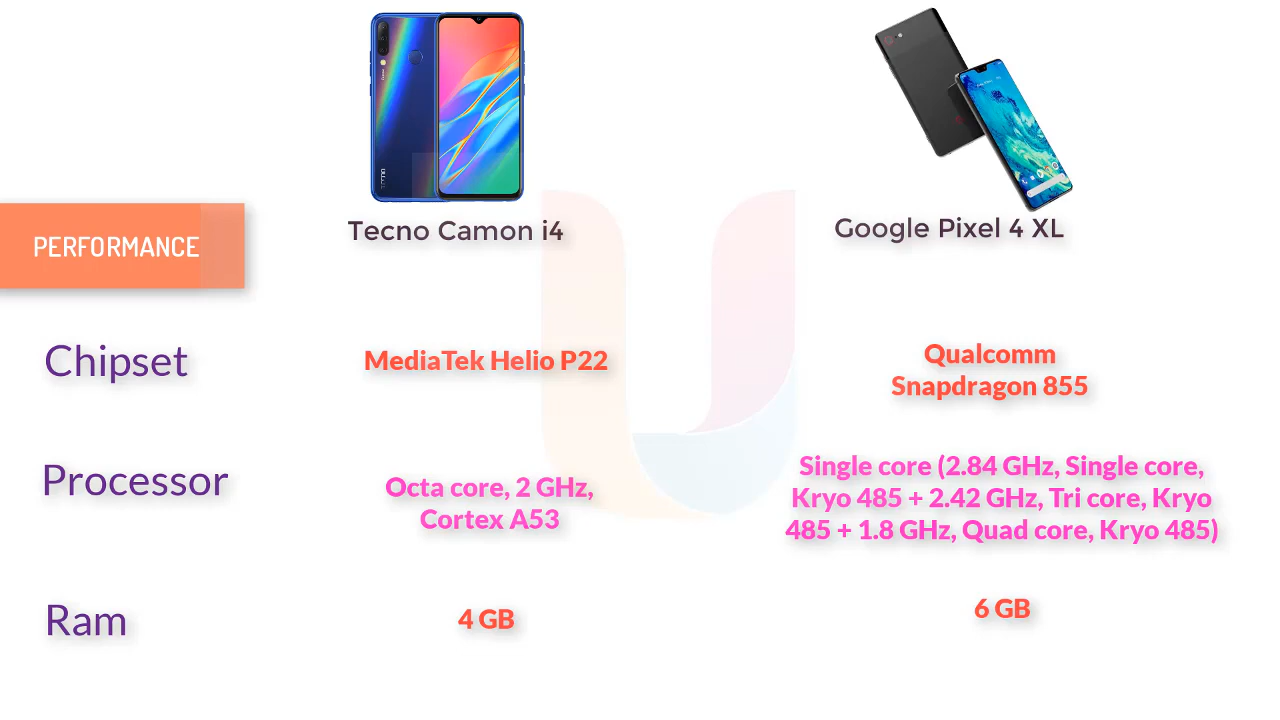 Tecno Camon i4
Google Pixel 4 XL
PERFORMANCE
Chipset
MediaTek Helio P22
Qualcomm
Snapdragon 855
Processor
Octa core, 2 GHz,
Cortex A53
Single core (2.84 GHz, Single core,
Kryo 485 + 2.42 GHz, Tri core, Kryo
485 + 1.8 GHz, Quad core, Kryo 485)
Ram
4 GB
6 GB